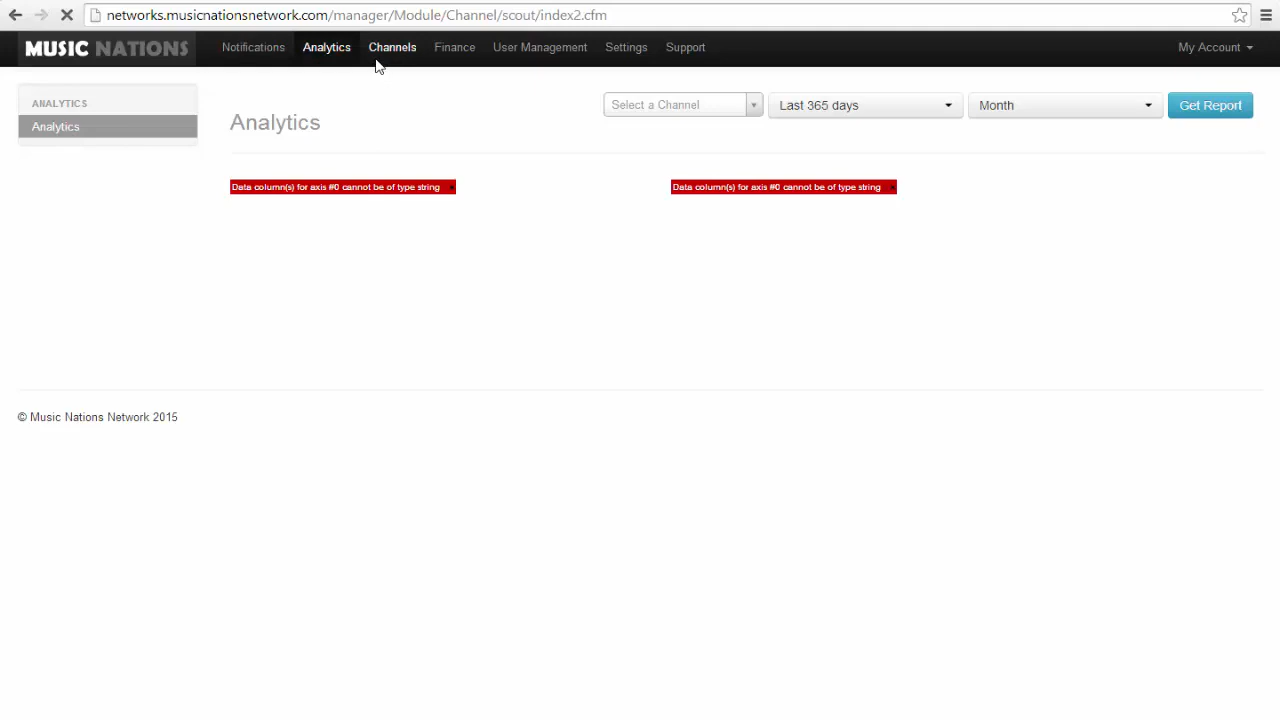 networks.musicnationsnetwork.com/manager/Module/Channel/scout/index2.cfm
MUSIC NATIONS Notifications Analytics Channels Finance User Management Settings Support My Account
ANALYTICS
Analytics
Analytics
Select a Channel Last 365 days Month Get Report
Data column(s) for axis #0 cannot be of type string × Data column(s) for axis #0 cannot be of type string ×
© Music Nations Network 2015